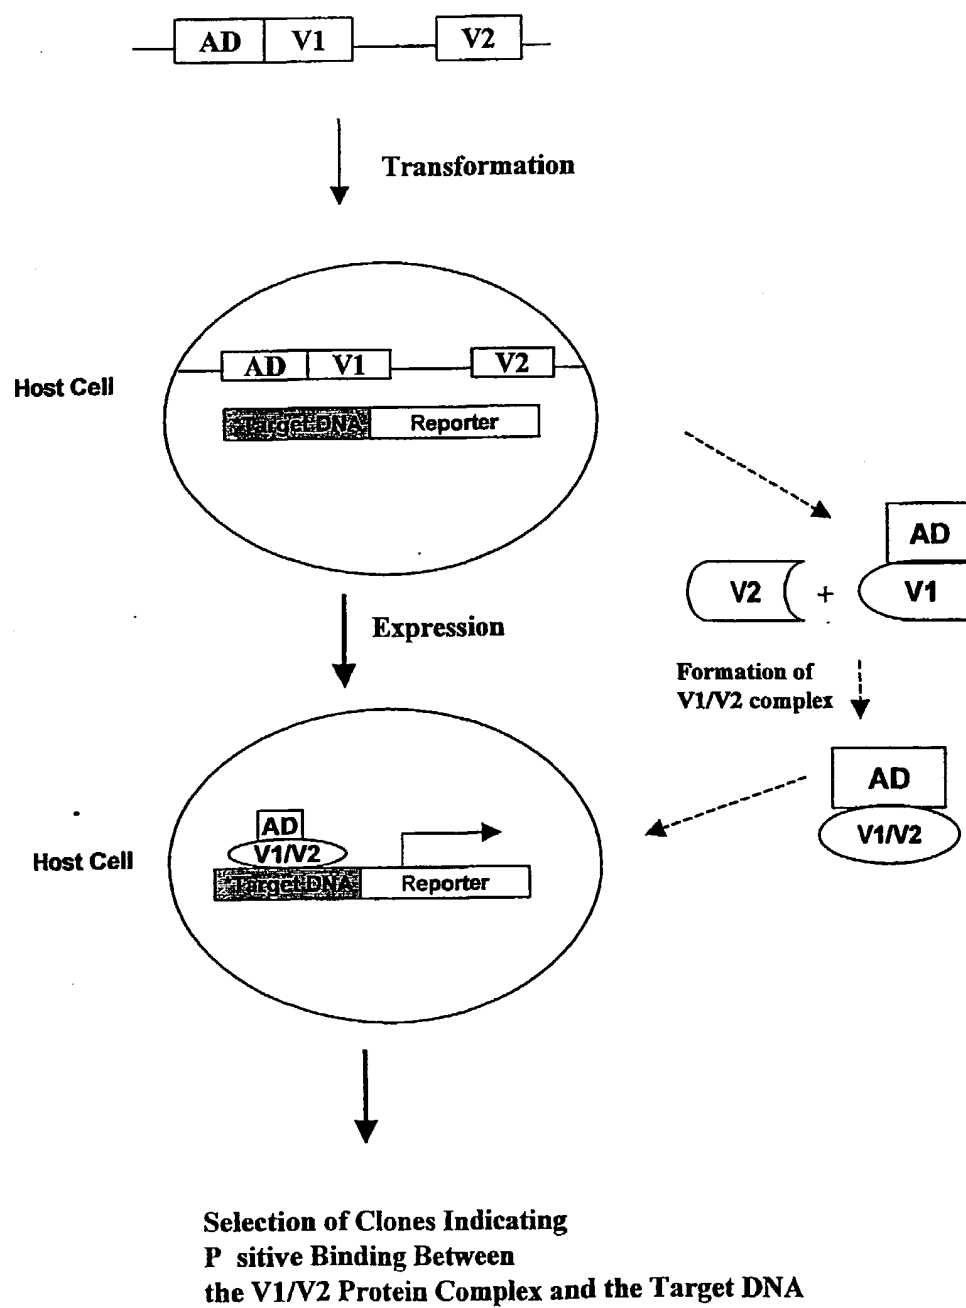 AD V1 V2
Transformation
Host Cell
AD V1 V2
Target DNA Reporter
AD
V2 + V1
Expression
Formation of
V1/V2 complex
AD
V1/V2
Host Cell
AD
V1/V2
Target DNA Reporter
Selection of Clones Indicating
P sitive Binding Between
the V1/V2 Protein Complex and the Target DNA